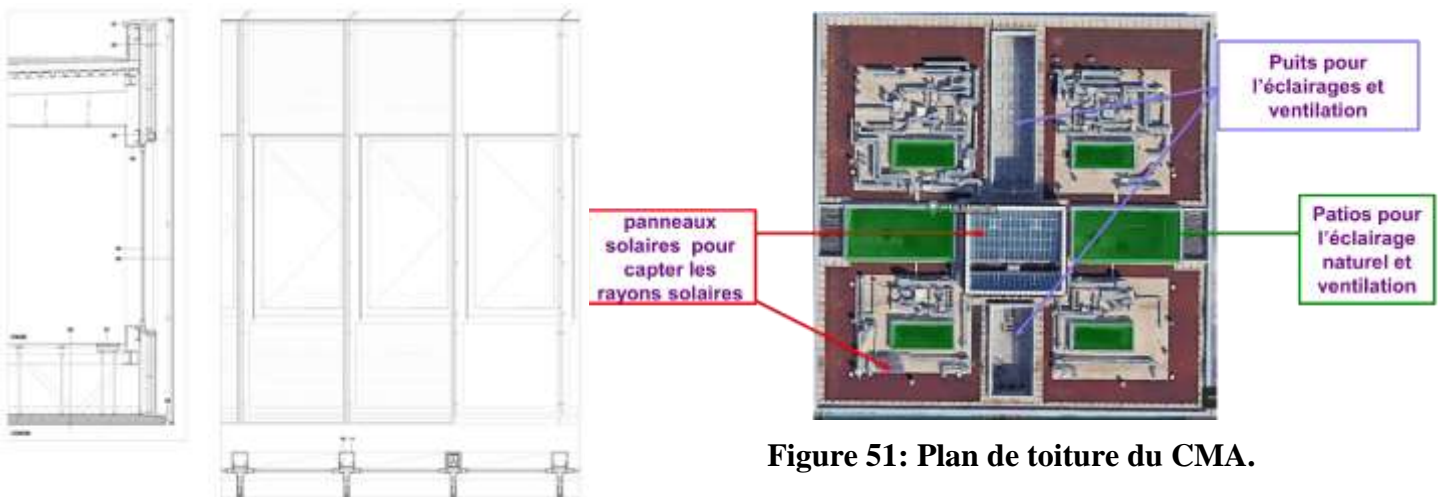 Puits pour
l'éclairages et
ventilation
panneaux
solaires pour
capter les
rayons solaires
Patios pour
l'éclairage
naturel et
ventilation
Figure 51: Plan de toiture du CMA.